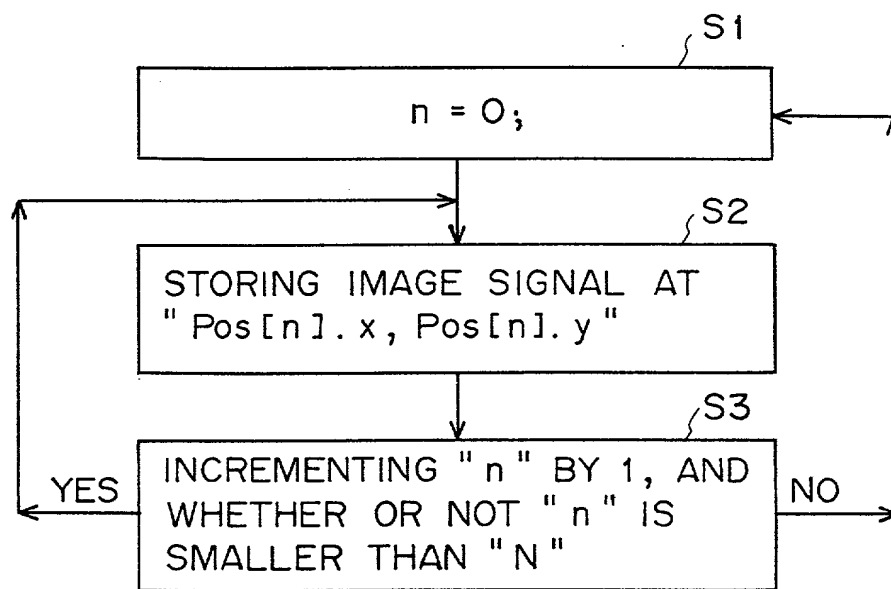 S1
n = 0;
S2
STORING IMAGE SIGNAL AT
"Pos[n].x, Pos[n].y"
S3
INCREMENTING "n" BY 1, AND
WHETHER OR NOT "n" IS
SMALLER THAN "N"
YES
NO